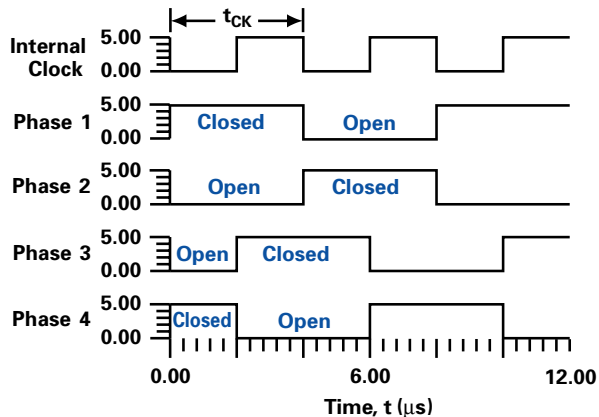 t_CK
Internal Clock 5.00 0.00
Phase 1 5.00 0.00 Closed Open
Phase 2 5.00 0.00 Open Closed
Phase 3 5.00 0.00 Open Closed
Phase 4 5.00 0.00 Closed Open
0.00 6.00 12.00
Time, t (μs)